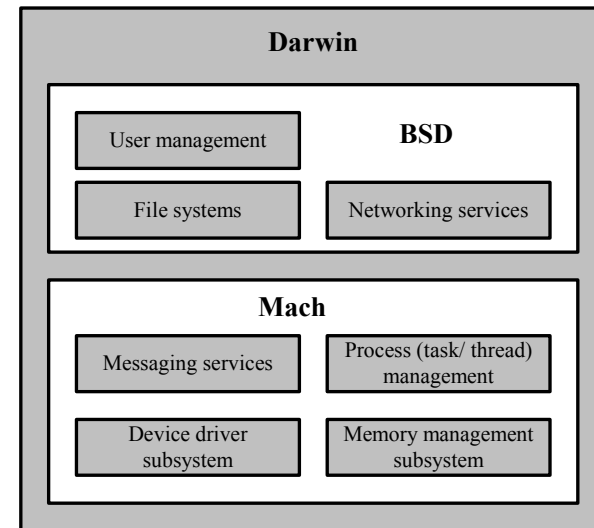 Darwin
User management
BSD
File systems
Networking services
Mach
Messaging services
Process (task/ thread)
management
Device driver
subsystem
Memory management
subsystem